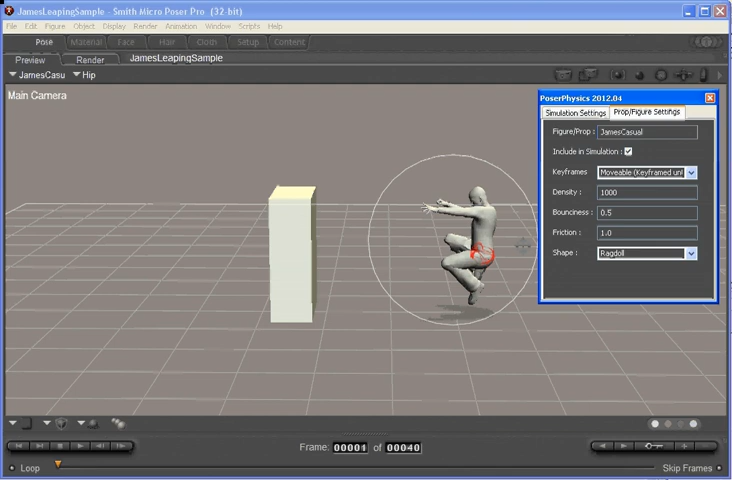 JamesLeapingSample - Smith Micro Poser Pro (32-bit)
File Edit Figure Object Display Render Animation Window Scripts Help
Pose Material Face Hair Cloth Setup Content
Preview Render JamesLeapingSample
JamesCasu Hip
Main Camera
PoserPhysics 2012.04
Simulation Settings Prop/Figure Settings
Figure/Prop : JamesCasual
Include in Simulation :
Keyframes Moveable (Keyframed unt
Density : 1000
Bounciness : 0.5
Friction : 1.0
Shape : Ragdoll
Frame: 00001 of 00040
Loop Skip Frames